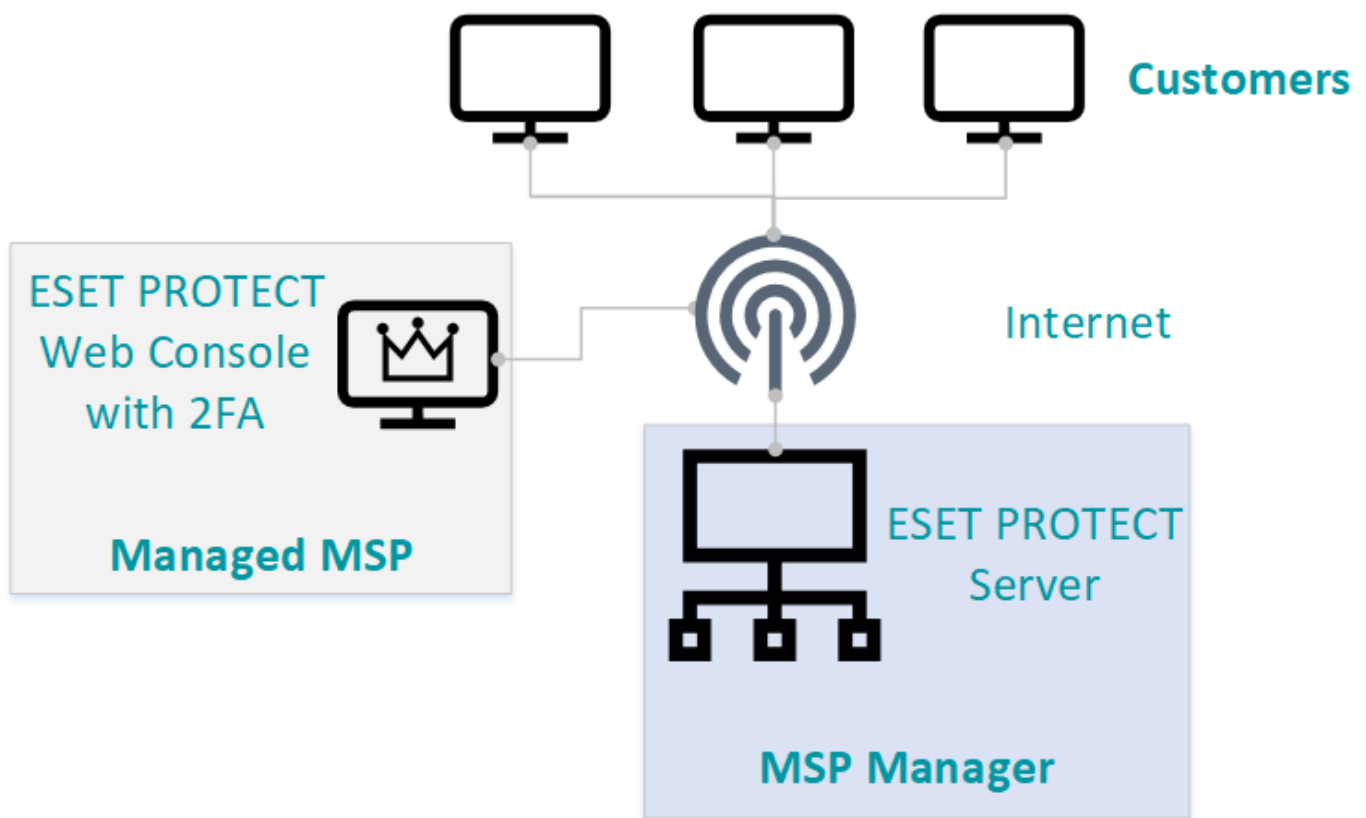 Customers
ESET PROTECT
Web Console
with 2FA
Managed MSP
Internet
ESET PROTECT
Server
MSP Manager